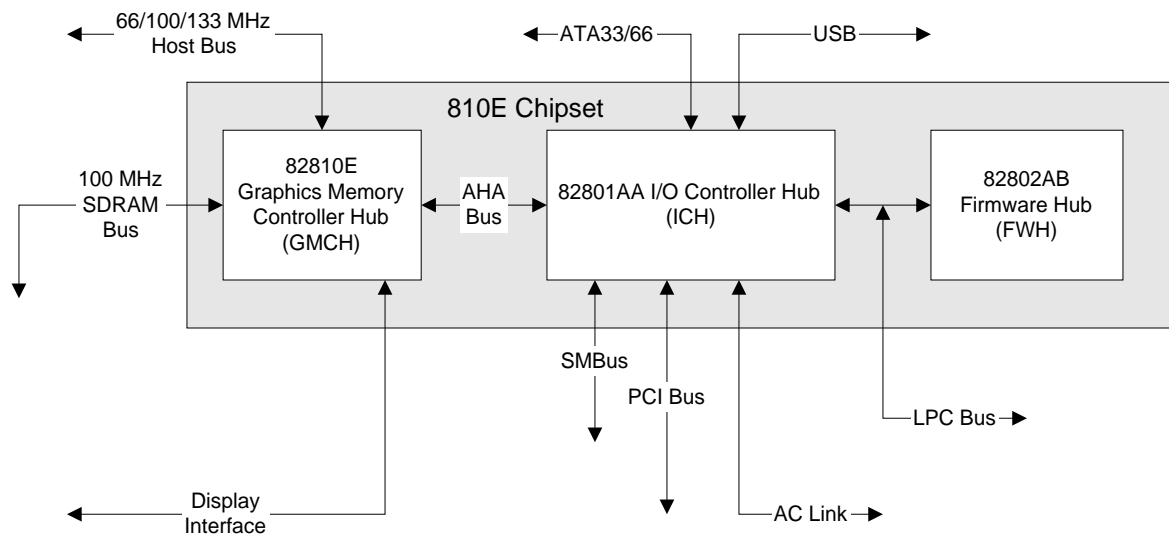 66/100/133 MHz
Host Bus
ATA33/66
USB
810E Chipset
82810E
Graphics Memory
Controller Hub
(GMCH)
100 MHz
SDRAM
Bus
AHA
Bus
82801AA I/O Controller Hub
(ICH)
82802AB
Firmware Hub
(FWH)
SMBus
PCI Bus
LPC Bus
Display
Interface
AC Link